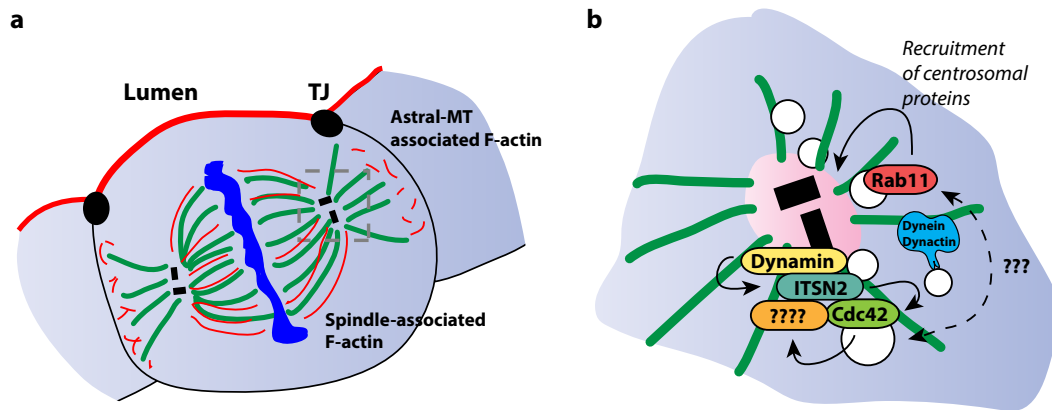 a
Lumen
TJ
Astral-MT
associated F-actin
Spindle-associated
F-actin
b
Recruitment
of centrosomal
proteins
Rab11
Dynein
Dynactin
???
Dynamin
ITSN2
????
Cdc42